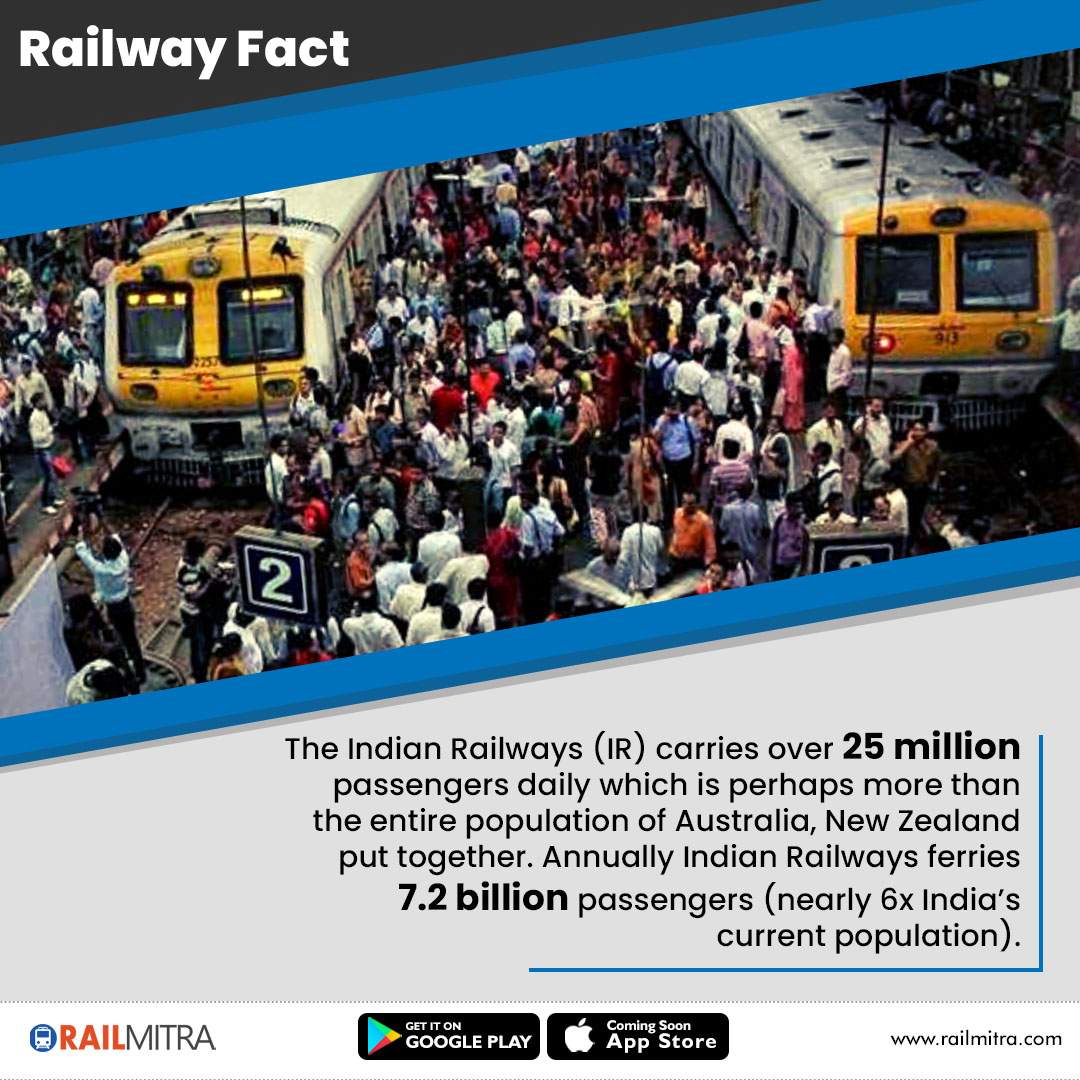 Railway Fact
2257
913
2
The Indian Railways (IR) carries over 25 million
passengers daily which is perhaps more than
the entire population of Australia, New Zealand
put together. Annually Indian Railways ferries
7.2 billion passengers (nearly 6x India’s
current population).
RAILMITRA
GET IT ON
GOOGLE PLAY
Coming Soon
App Store
www.railmitra.com